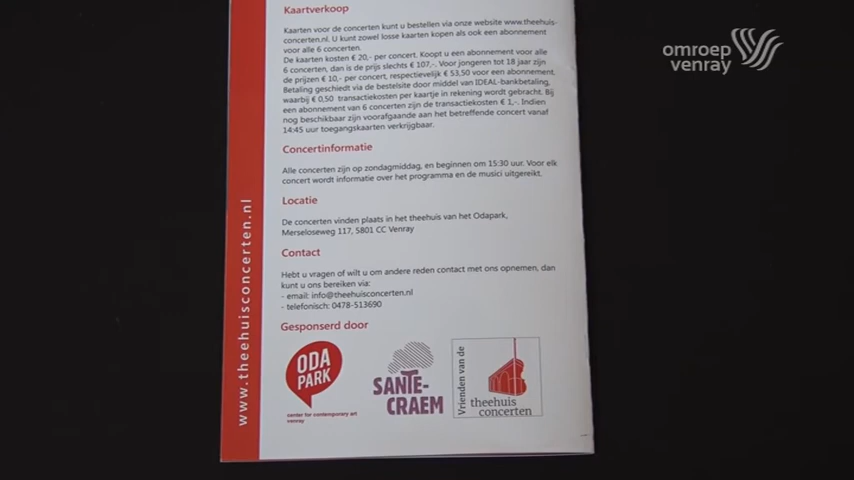 Kaartverkoop
Kaarten voor de concerten kunt u bestellen via onze website www.theehuis-
concerten.nl. U kunt zowel losse kaarten kopen als ook een abonnement
voor alle 6 concerten.
De kaarten kosten € 20,- per concert. Koopt u een abonnement voor alle
6 concerten, dan is de prijs slechts € 107,-. Voor jongeren tot 18 jaar zijn
de prijzen € 10,- per concert, respectievelijk € 53,50 voor een abonnement.
Betaling geschiedt via de bestelsite door middel van IDEAL-bankbetaling,
waarbij € 0,50 transactiekosten per kaartje in rekening wordt gebracht. Bij
een abonnement van 6 concerten zijn de transactiekosten € 1,-. Indien
nog beschikbaar zijn voorafgaande aan het betreffende concert vanaf
14:45 uur toegangskaarten verkrijgbaar.
Concertinformatie
Alle concerten zijn op zondagmiddag, en beginnen om 15:30 uur. Voor elk
concert wordt informatie over het programma en de musici uitgereikt.
Locatie
De concerten vinden plaats in het theehuis van het Odapark,
Merseloseweg 117, 5801 CC Venray
Contact
Hebt u vragen of wilt u om andere reden contact met ons opnemen, dan
kunt u ons bereiken via:
- email: info@theehuisconcerten.nl
- telefonisch: 0478-513690
Gesponserd door
ODA
PARK
center for contemporary art
venray
SANTE-
CRAEM
Vrienden van de
theehuis
concerten
www.theehuisconcerten.nl
omroep
venray